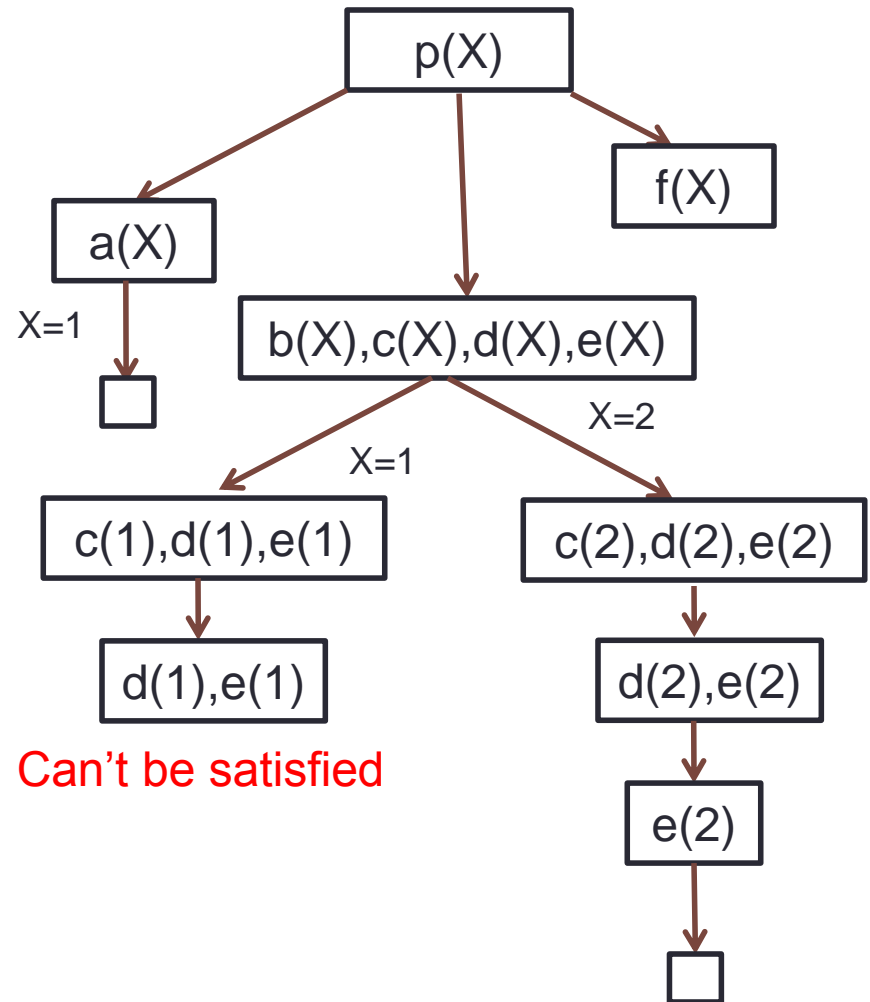 p(X)
f(X)
a(X)
X=1
b(X),c(X),d(X),e(X)
X=2
X=1
c(1),d(1),e(1)
c(2),d(2),e(2)
d(1),e(1)
d(2),e(2)
Can't be satisfied
e(2)